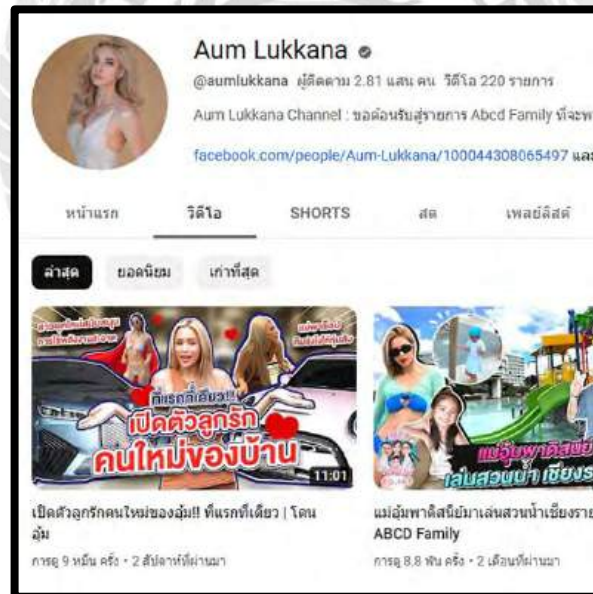 Aum Lukkana
@aumlukkana ผู้ติดตาม 2.81 แสน คน วิดีโอ 220 รายการ
Aum Lukkana Channel : ขอต้อนรับสู่รายการ Abcd Family ที่จะพ
facebook.com/people/Aum-Lukkana/100044308065497 และ
หน้าแรก วิดีโอ SHORTS สด เพลย์ลิสต์
ล่าสุด ยอดนิยม เก่าที่สุด
ที่แรกที่เดียว!!
เปิดตัวลูกรัก
คนใหม่ของบ้าน
11:01
แม่อุ้มพาดิสนีย์
เล่นสวนน้ำ เชียงร
เปิดตัวลูกรักคนใหม่ของอุ้ม!! ที่แรกที่เดียว | โดน
อุ้ม
การดู 9 หมื่น ครั้ง • 2 สัปดาห์ที่ผ่านมา
แม่อุ้มพาดิสนีย์มาเล่นสวนน้ำเชียงราย
ABCD Family
การดู 8.8 พัน ครั้ง • 2 เดือนที่ผ่านมา